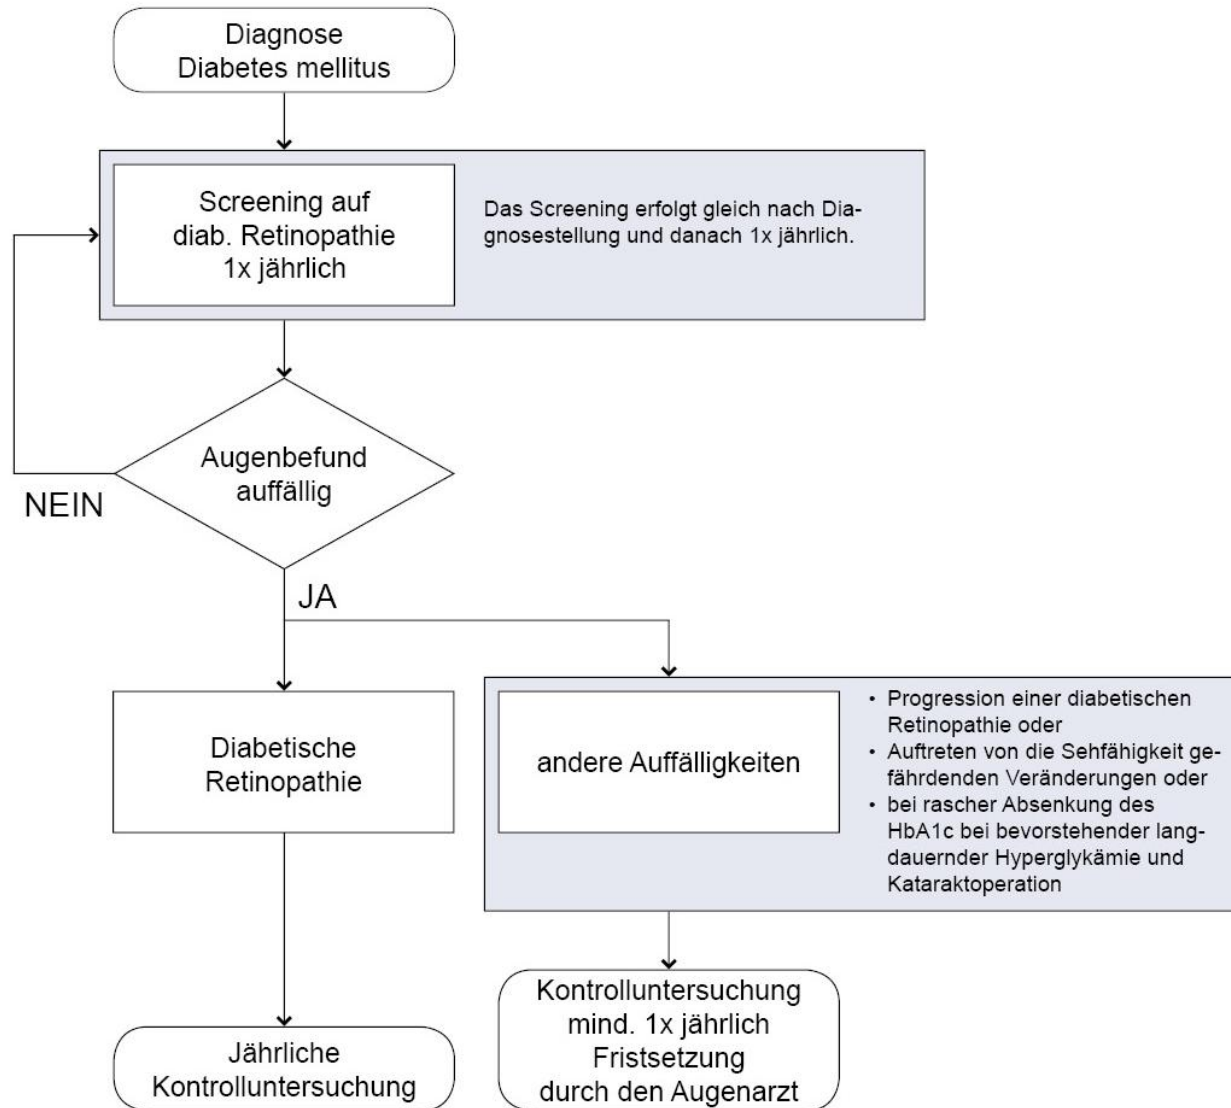 Diagnose
Diabetes mellitus
Screening auf
diab. Retinopathie
1x jährlich
Das Screening erfolgt gleich nach Dia-
gnosestellung und danach 1x jährlich.
Augenbefund
auffällig
NEIN
JA
Diabetische
Retinopathie
andere Auffälligkeiten
• Progression einer diabetischen
Retinopathie oder
• Auftreten von die Sehfähigkeit ge-
fährdenden Veränderungen oder
• bei rascher Absenkung des
HbA1c bei bevorstehender lang-
dauernder Hyperglykämie und
Kataraktoperation
Jährliche
Kontrolluntersuchung
Kontrolluntersuchung
mind. 1x jährlich
Fristsetzung
durch den Augenarzt